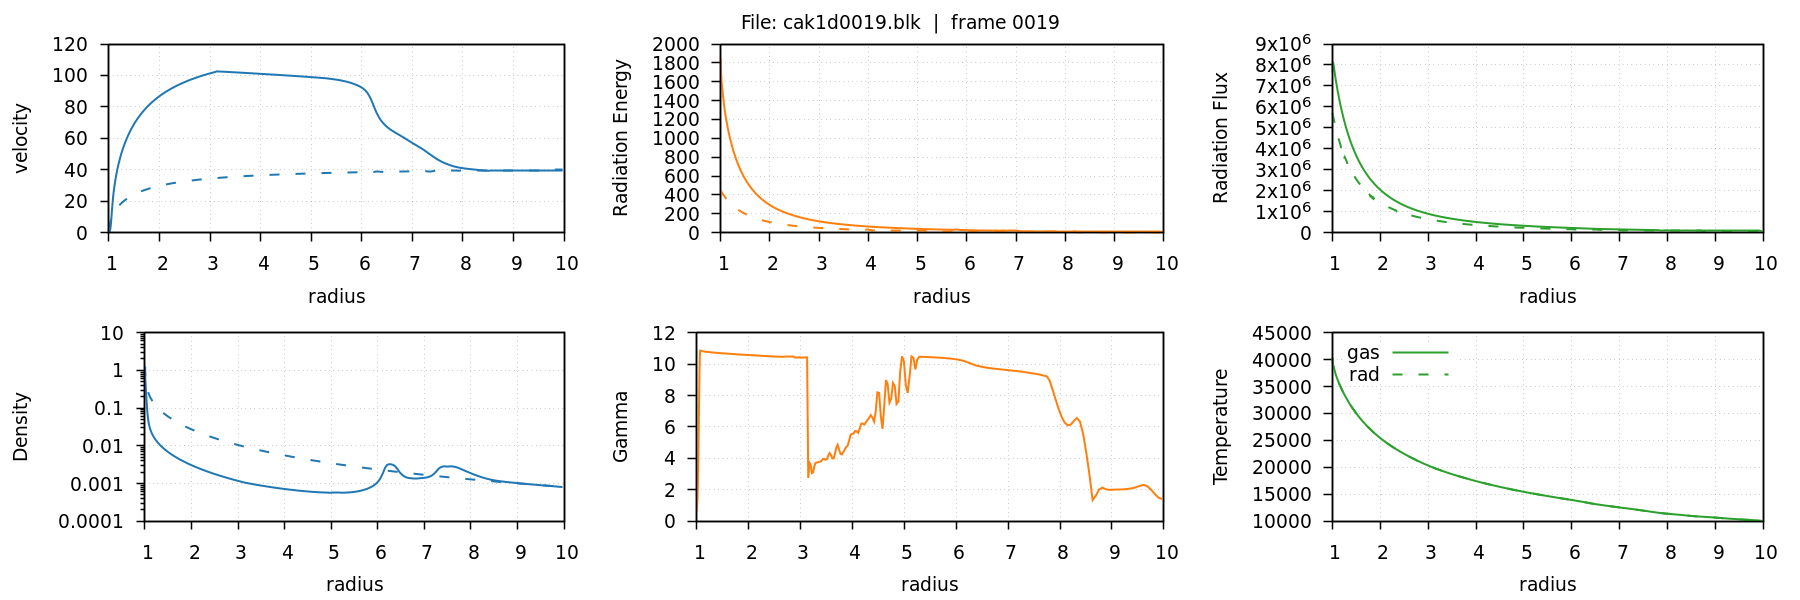 File: cak1d0019.blk | frame 0019
velocity
120
100
80
60
40
20
0
1 2 3 4 5 6 7 8 9 10
radius
Radiation Energy
2000
1800
1600
1400
1200
1000
800
600
400
200
0
1 2 3 4 5 6 7 8 9 10
radius
Radiation Flux
9x10⁶
8x10⁶
7x10⁶
6x10⁶
5x10⁶
4x10⁶
3x10⁶
2x10⁶
1x10⁶
0
1 2 3 4 5 6 7 8 9 10
radius
Density
10
1
0.1
0.01
0.001
0.0001
1 2 3 4 5 6 7 8 9 10
radius
Gamma
12
10
8
6
4
2
0
1 2 3 4 5 6 7 8 9 10
radius
Temperature
45000
40000
35000
30000
25000
20000
15000
10000
gas
rad
1 2 3 4 5 6 7 8 9 10
radius